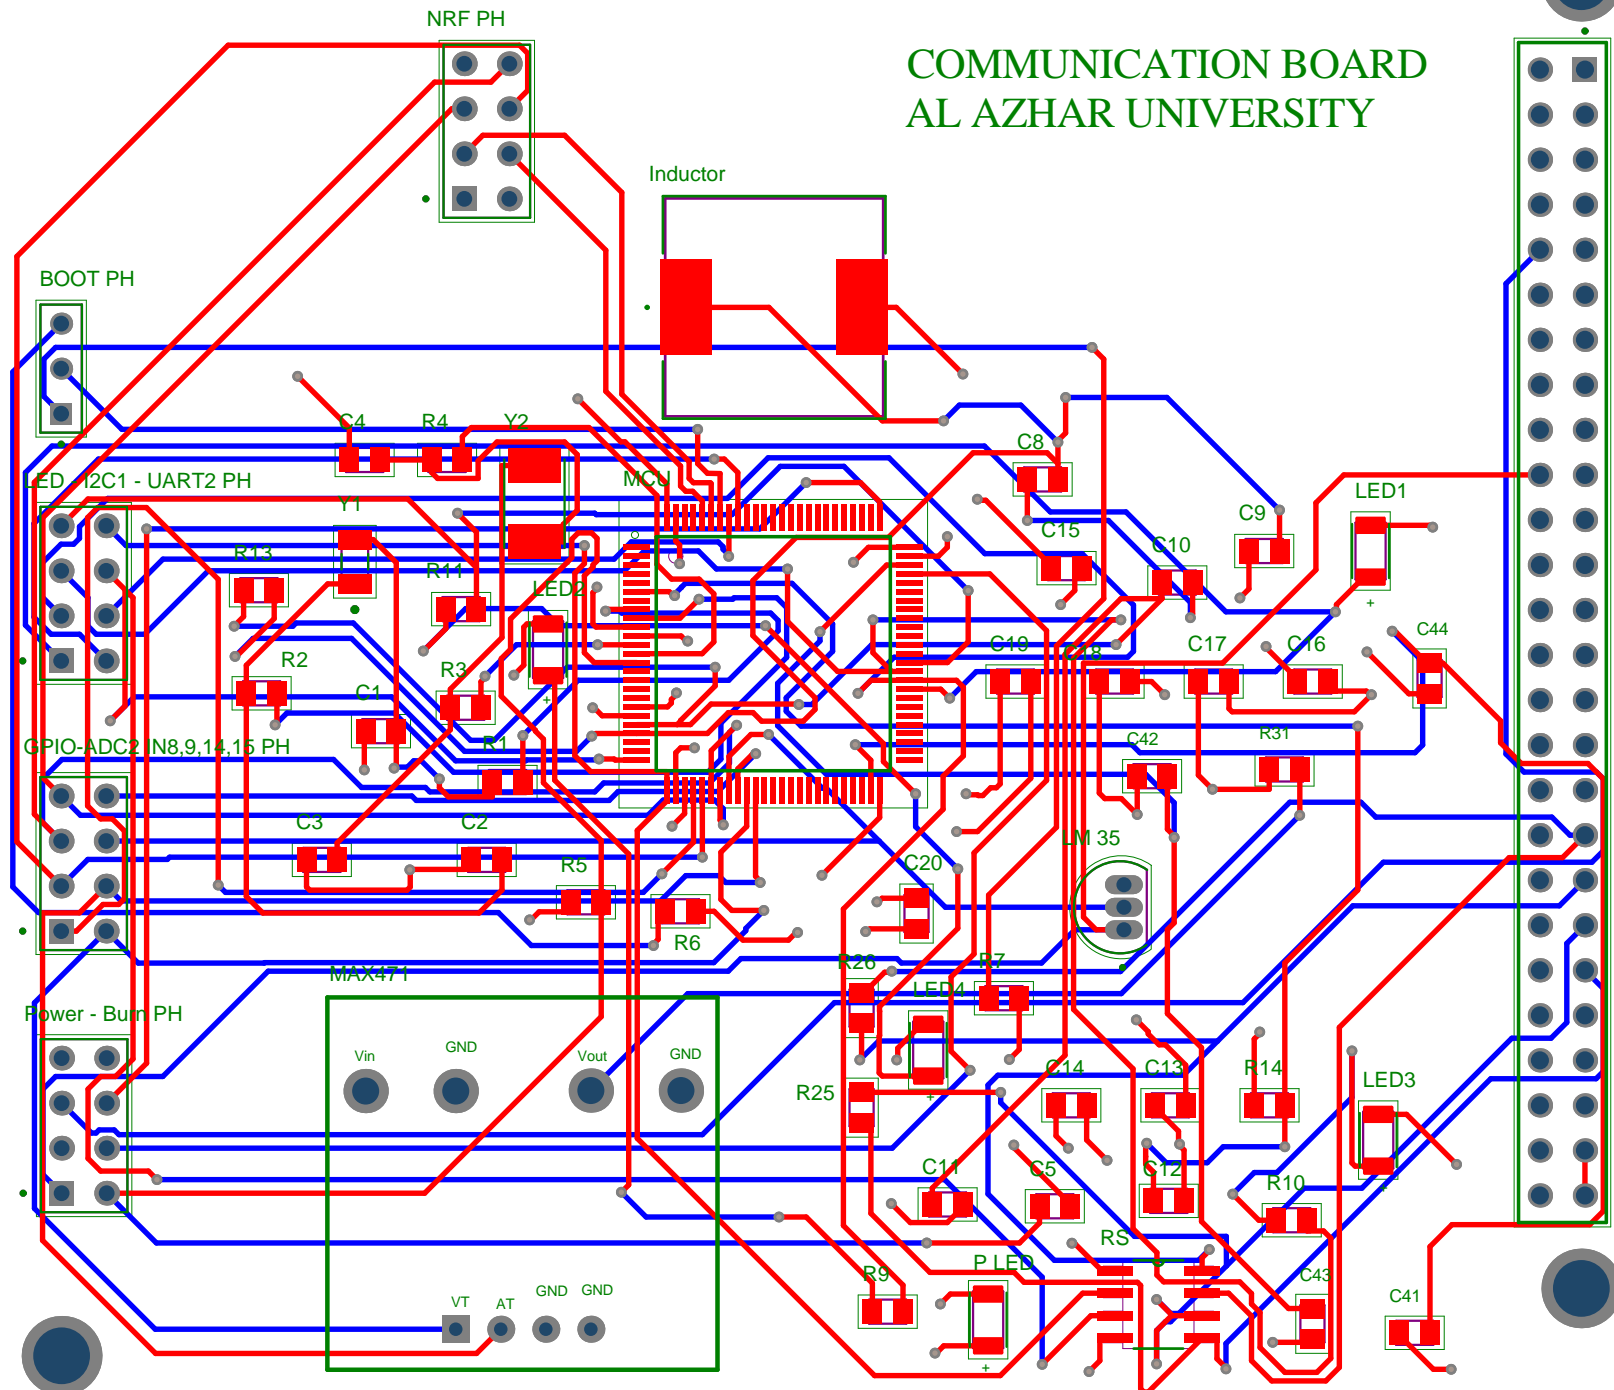 NRF PH
COMMUNICATION BOARD
AL AZHAR UNIVERSITY
Inductor
BOOT PH
C4
R4
Y2
C8
MCU
LED - I2C1 - UART2 PH
LED1
Y1
C9
C15
C10
R13
R11
LED2
C44
R2
R3
C19
C18
C17
C16
C1
GPIO-ADC2 IN8,9,14,15 PH
R1
C42
R31
C3
C2
LM 35
R5
C20
R6
MAX471
R26
R7
LED4
Power - Burn PH
Vin
GND
Vout
GND
C14
C13
R14
LED3
R25
C11
C5
C12
R10
RS
P LED
R9
C43
C41
VT
AT
GND
GND